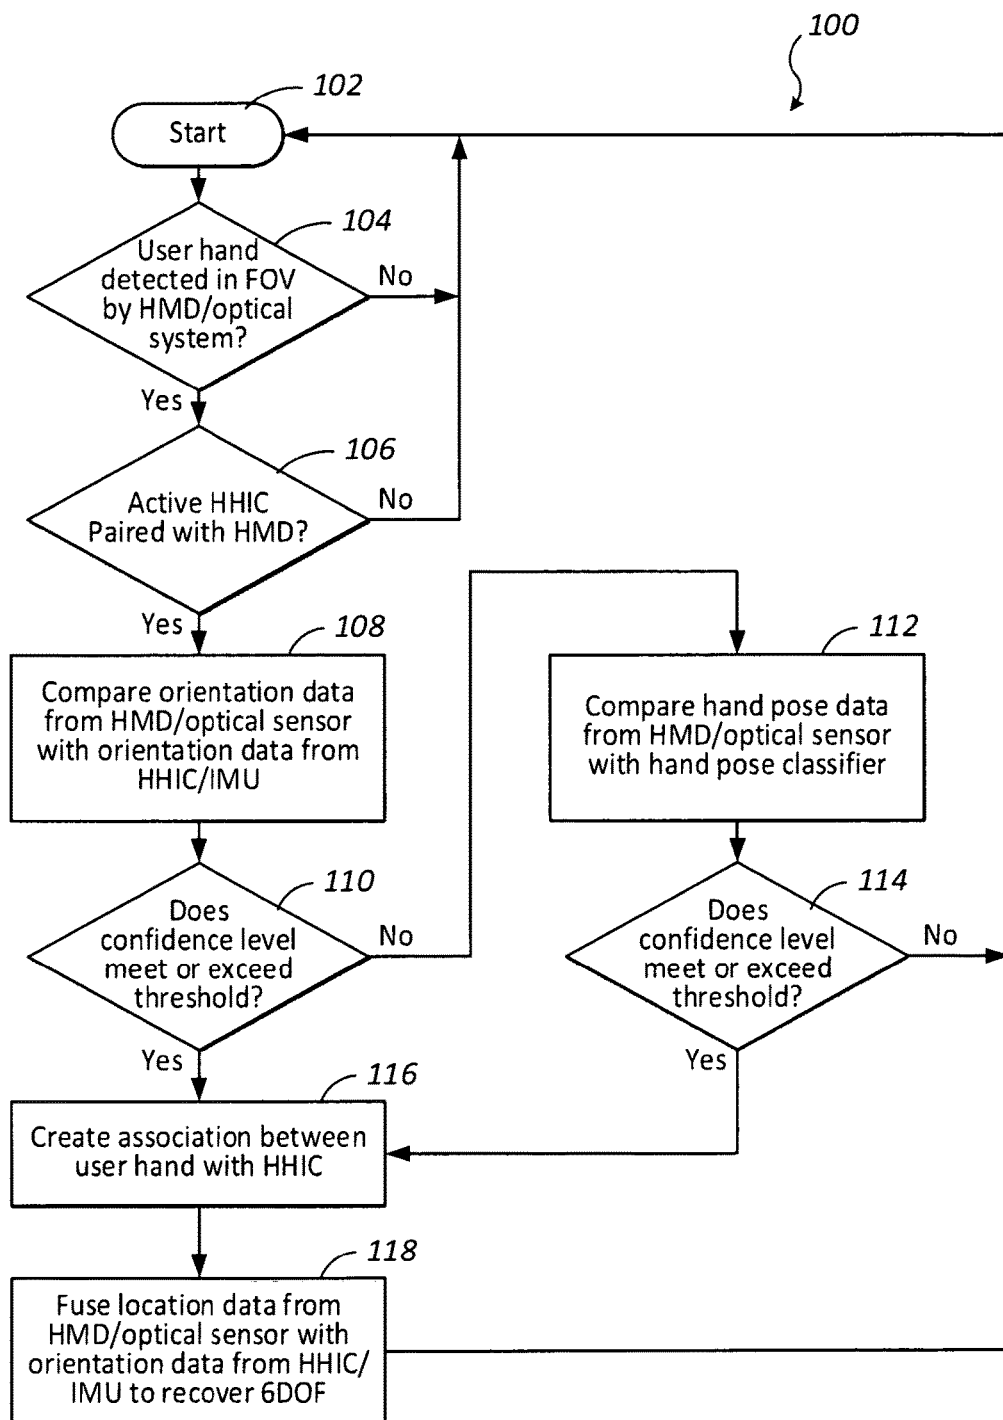 100
102
Start
104
User hand
detected in FOV
by HMD/optical
system?
No
Yes
106
Active HHIC
Paired with HMD?
No
Yes
108
Compare orientation data
from HMD/optical sensor
with orientation data from
HHIC/IMU
112
Compare hand pose data
from HMD/optical sensor
with hand pose classifier
110
Does
confidence level
meet or exceed
threshold?
No
Yes
114
Does
confidence level
meet or exceed
threshold?
No
Yes
116
Create association between
user hand with HHIC
118
Fuse location data from
HMD/optical sensor with
orientation data from HHIC/
IMU to recover 6DOF